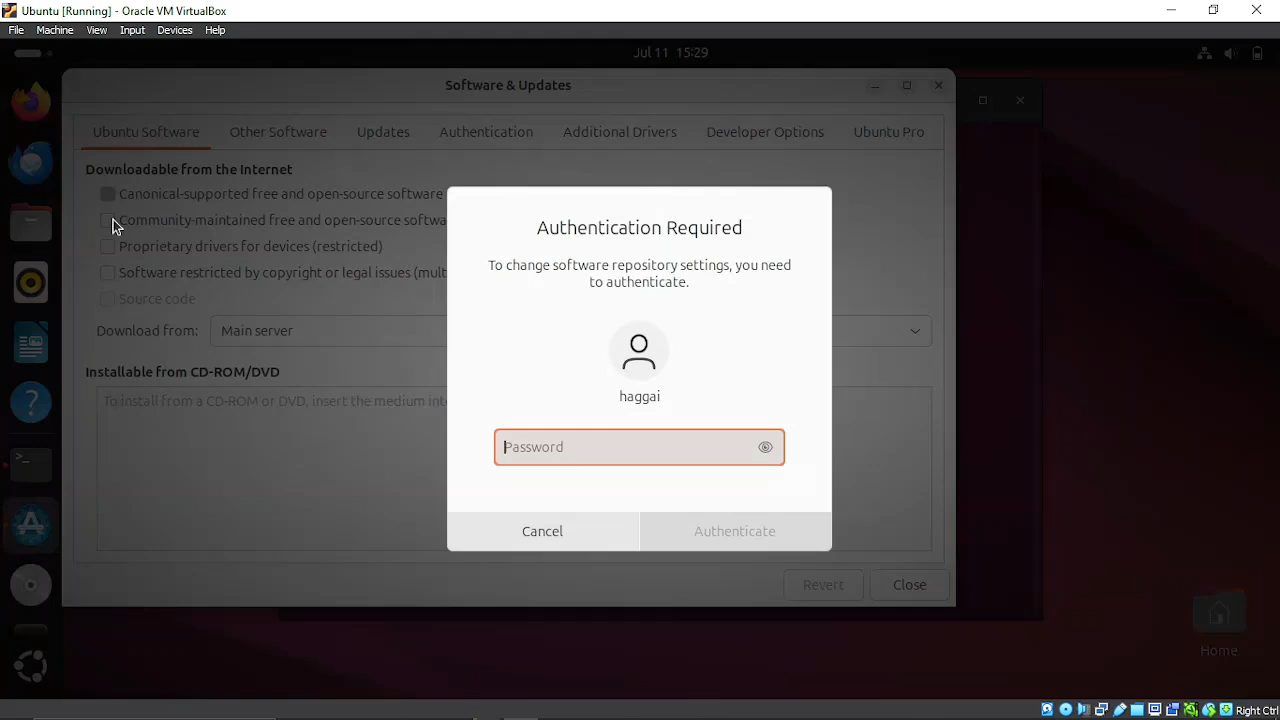 Ubuntu [Running] - Oracle VM VirtualBox
File Machine View Input Devices Help
Jul 11 15:29
Software & Updates
Ubuntu Software Other Software Updates Authentication Additional Drivers Developer Options Ubuntu Pro
Downloadable from the Internet
Canonical-supported free and open-source software
Community-maintained free and open-source softwa
Proprietary drivers for devices (restricted)
Software restricted by copyright or legal issues (mult
Source code
Download from: Main server
Installable from CD-ROM/DVD
To install from a CD-ROM or DVD, insert the medium int
Authentication Required
To change software repository settings, you need
to authenticate.
haggai
Password
Cancel Authenticate
Revert Close
Home
Right Ctrl